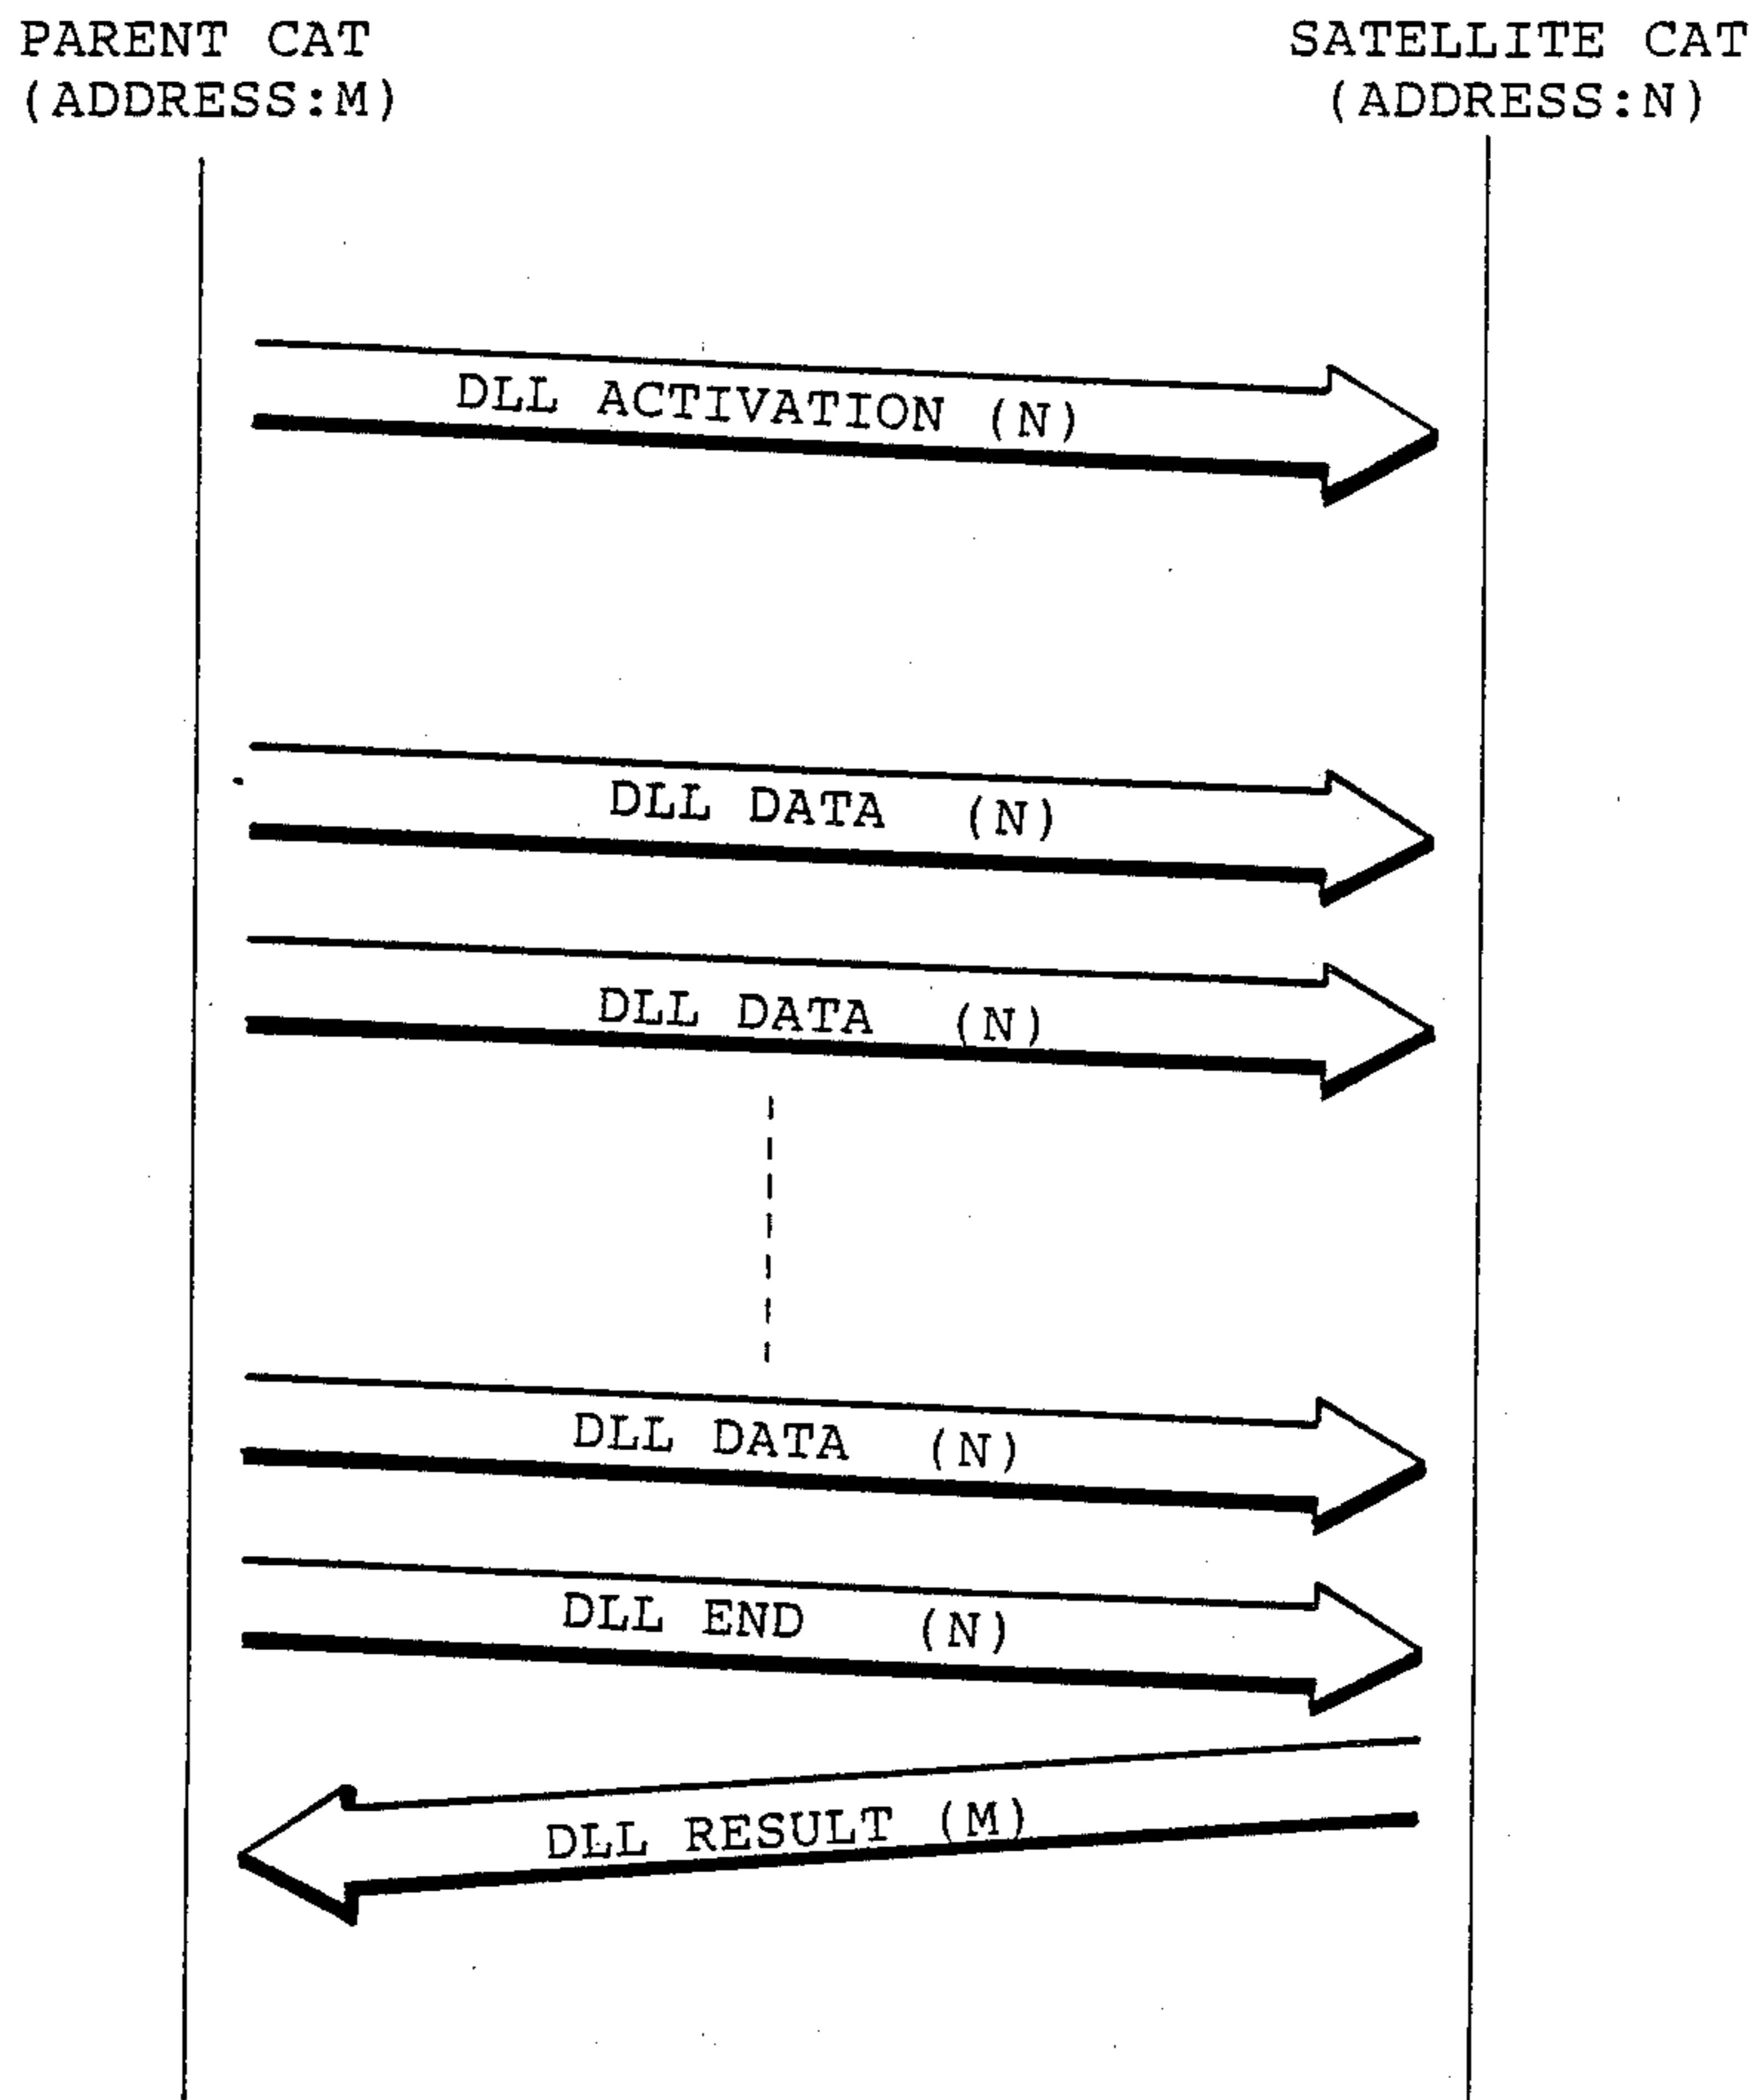 PARENT CAT
(ADDRESS:M)
SATELLITE CAT
(ADDRESS:N)
DLL ACTIVATION (N)
DLL DATA (N)
DLL DATA (N)
DLL DATA (N)
DLL END (N)
DLL RESULT (M)